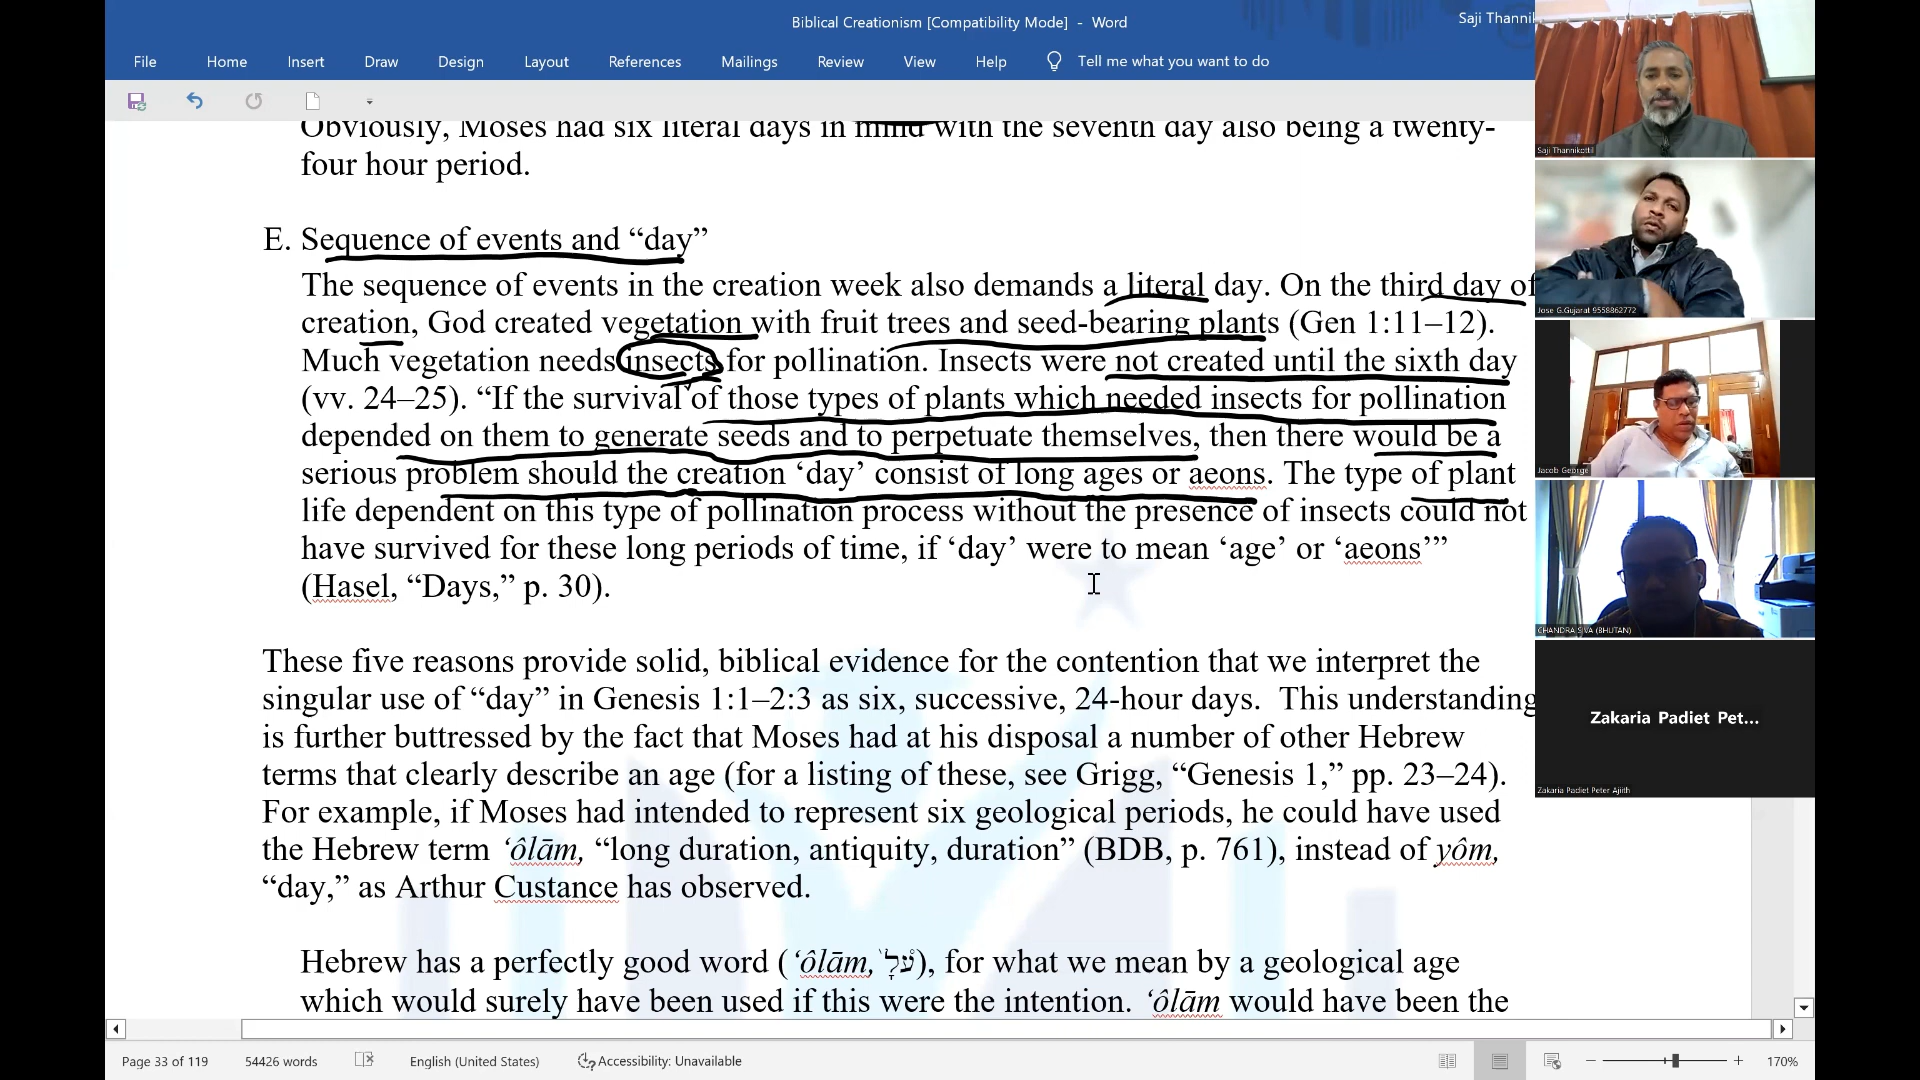 Biblical Creationism [Compatibility Mode] - Word
Saji Thannik
File Home Insert Draw Design Layout References Mailings Review View Help Tell me what you want to do
Obviously, Moses had six literal days in mind with the seventh day also being a twenty-
four hour period.
E. Sequence of events and “day”
The sequence of events in the creation week also demands a literal day. On the third day of
creation, God created vegetation with fruit trees and seed-bearing plants (Gen 1:11–12).
Much vegetation needs insects for pollination. Insects were not created until the sixth day
(vv. 24–25). “If the survival of those types of plants which needed insects for pollination
depended on them to generate seeds and to perpetuate themselves, then there would be a
serious problem should the creation ‘day’ consist of long ages or aeons. The type of plant
life dependent on this type of pollination process without the presence of insects could not
have survived for these long periods of time, if ‘day’ were to mean ‘age’ or ‘aeons’”
(Hasel, “Days,” p. 30).
These five reasons provide solid, biblical evidence for the contention that we interpret the
singular use of “day” in Genesis 1:1–2:3 as six, successive, 24-hour days. This understanding
is further buttressed by the fact that Moses had at his disposal a number of other Hebrew
terms that clearly describe an age (for a listing of these, see Grigg, “Genesis 1,” pp. 23–24).
For example, if Moses had intended to represent six geological periods, he could have used
the Hebrew term ‘ôlām, “long duration, antiquity, duration” (BDB, p. 761), instead of yôm,
“day,” as Arthur Custance has observed.
Hebrew has a perfectly good word (‘ôlām, ), for what we mean by a geological age
which would surely have been used if this were the intention. ‘ôlām would have been the
Page 33 of 119 54426 words English (United States) Accessibility: Unavailable 170%
Saji Thannikottil
Jose G.Gujarat 9558862772
Jacob George
CHANDRA SIVA (BHUTAN)
Zakaria Padiet Pet...
Zakaria Padiet Peter Ajiith